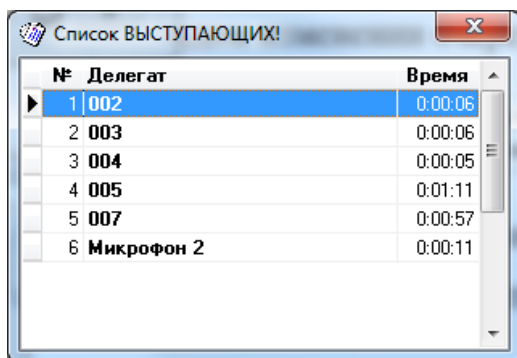 Список ВЫСТУПАЮЩИХ!
№ Делегат Время
1 002 0:00:06
2 003 0:00:06
3 004 0:00:05
4 005 0:01:11
5 007 0:00:57
6 Микрофон 2 0:00:11